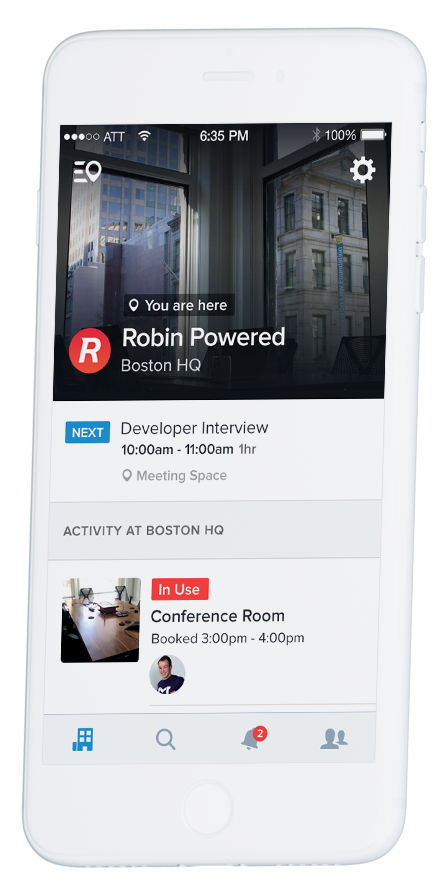 ATT 6:35 PM 100%
You are here
R
Robin Powered
Boston HQ
NEXT Developer Interview
10:00am - 11:00am 1hr
Meeting Space
ACTIVITY AT BOSTON HQ
In Use
Conference Room
Booked 3:00pm - 4:00pm
2